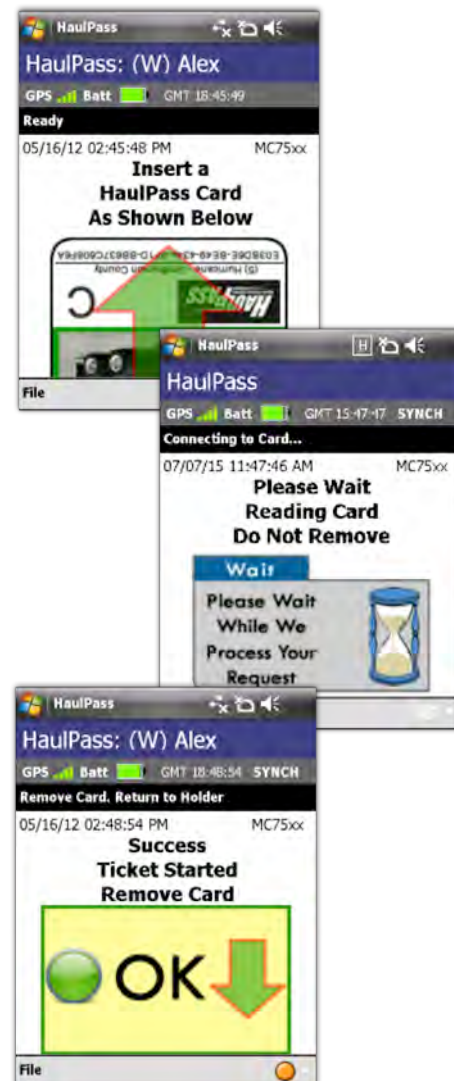 HaulPass
HaulPass: (W) Alex
GPS Batt GMT 18:45:49
Ready
05/16/12 02:45:48 PM MC75xx
Insert a
HaulPass Card
As Shown Below
C HaulPASS
File
HaulPass
H
HaulPass
GPS Batt GMT 15:47:47 SYNCH
Connecting to Card...
07/07/15 11:47:46 AM MC75xx
Please Wait
Reading Card
Do Not Remove
Wait
Please Wait
While We
Process Your
Request
HaulPass
HaulPass: (W) Alex
GPS Batt GMT 18:48:54 SYNCH
Remove Card. Return to Holder
05/16/12 02:48:54 PM MC75xx
Success
Ticket Started
Remove Card
OK
File